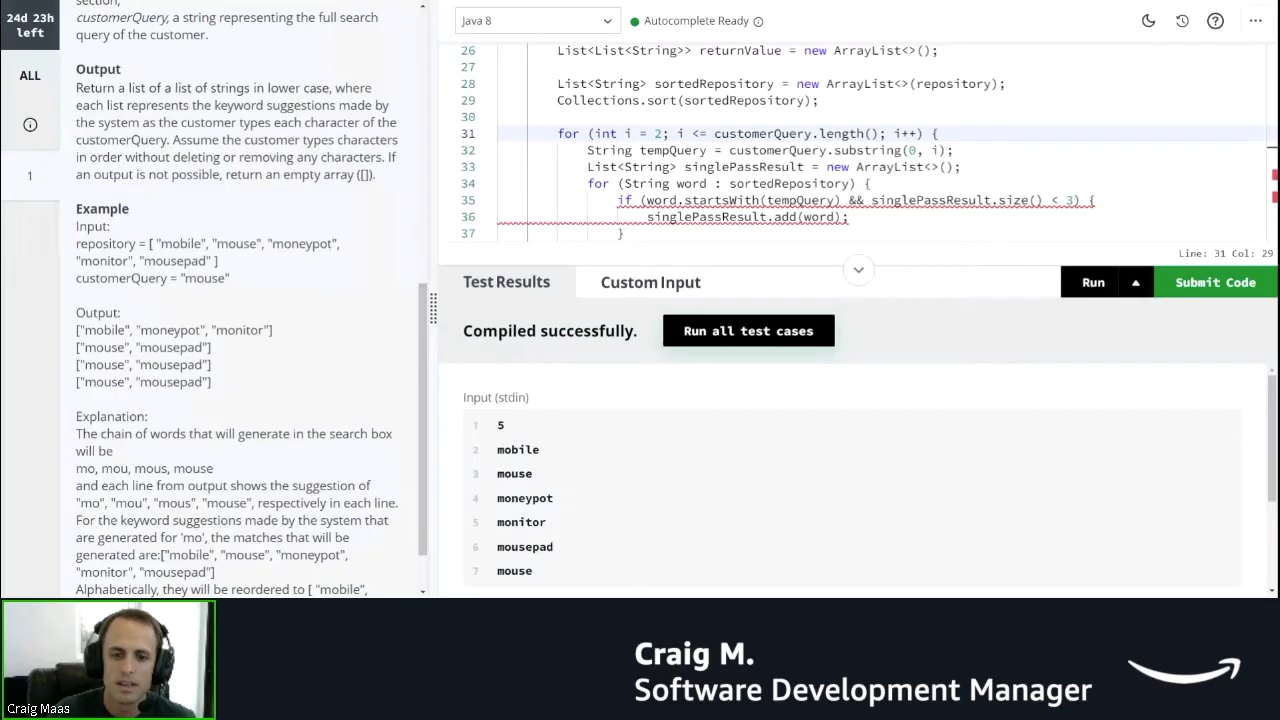 24d 23h
left
ALL
1
section,
customerQuery, a string representing the full search
query of the customer.
Output
Return a list of a list of strings in lower case, where
each list represents the keyword suggestions made by
the system as the customer types each character of the
customerQuery. Assume the customer types characters
in order without deleting or removing any characters. If
an output is not possible, return an empty array ([]).
Example
Input:
repository = [ "mobile", "mouse", "moneypot",
"monitor", "mousepad" ]
customerQuery = "mouse"
Output:
["mobile", "moneypot", "monitor"]
["mouse", "mousepad"]
["mouse", "mousepad"]
["mouse", "mousepad"]
Explanation:
The chain of words that will generate in the search box
will be
mo, mou, mous, mouse
and each line from output shows the suggestion of
"mo", "mou", "mous", "mouse", respectively in each line.
For the keyword suggestions made by the system that
are generated for 'mo', the matches that will be
generated are:["mobile", "mouse", "moneypot",
"monitor", "mousepad"]
Alphabetically, they will be reordered to [ "mobile",
Java 8
Autocomplete Ready
26 List<List<String>> returnValue = new ArrayList<>();
27
28 List<String> sortedRepository = new ArrayList<>(repository);
29 Collections.sort(sortedRepository);
30
31 for (int i = 2; i <= customerQuery.length(); i++) {
32 String tempQuery = customerQuery.substring(0, i);
33 List<String> singlePassResult = new ArrayList<>();
34 for (String word : sortedRepository) {
35 if (word.startsWith(tempQuery) && singlePassResult.size() < 3) {
36 singlePassResult.add(word);
37 }
Line: 31 Col: 29
Test Results Custom Input Run Submit Code
Compiled successfully. Run all test cases
Input (stdin)
1 5
2 mobile
3 mouse
4 moneypot
5 monitor
6 mousepad
7 mouse
Craig Maas
Craig M.
Software Development Manager